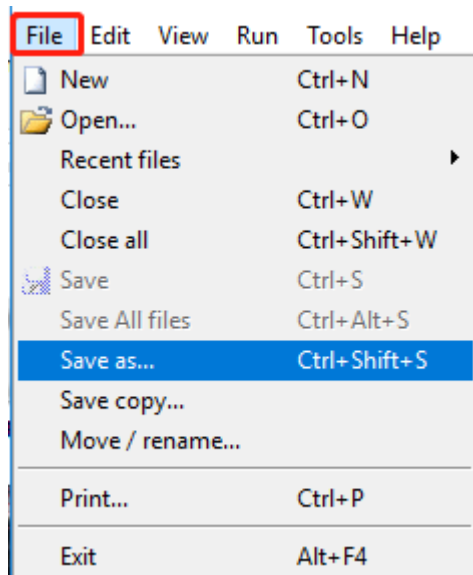 File Edit View Run Tools Help
New Ctrl+N
Open... Ctrl+O
Recent files
Close Ctrl+W
Close all Ctrl+Shift+W
Save Ctrl+S
Save All files Ctrl+Alt+S
Save as... Ctrl+Shift+S
Save copy...
Move / rename...
Print... Ctrl+P
Exit Alt+F4